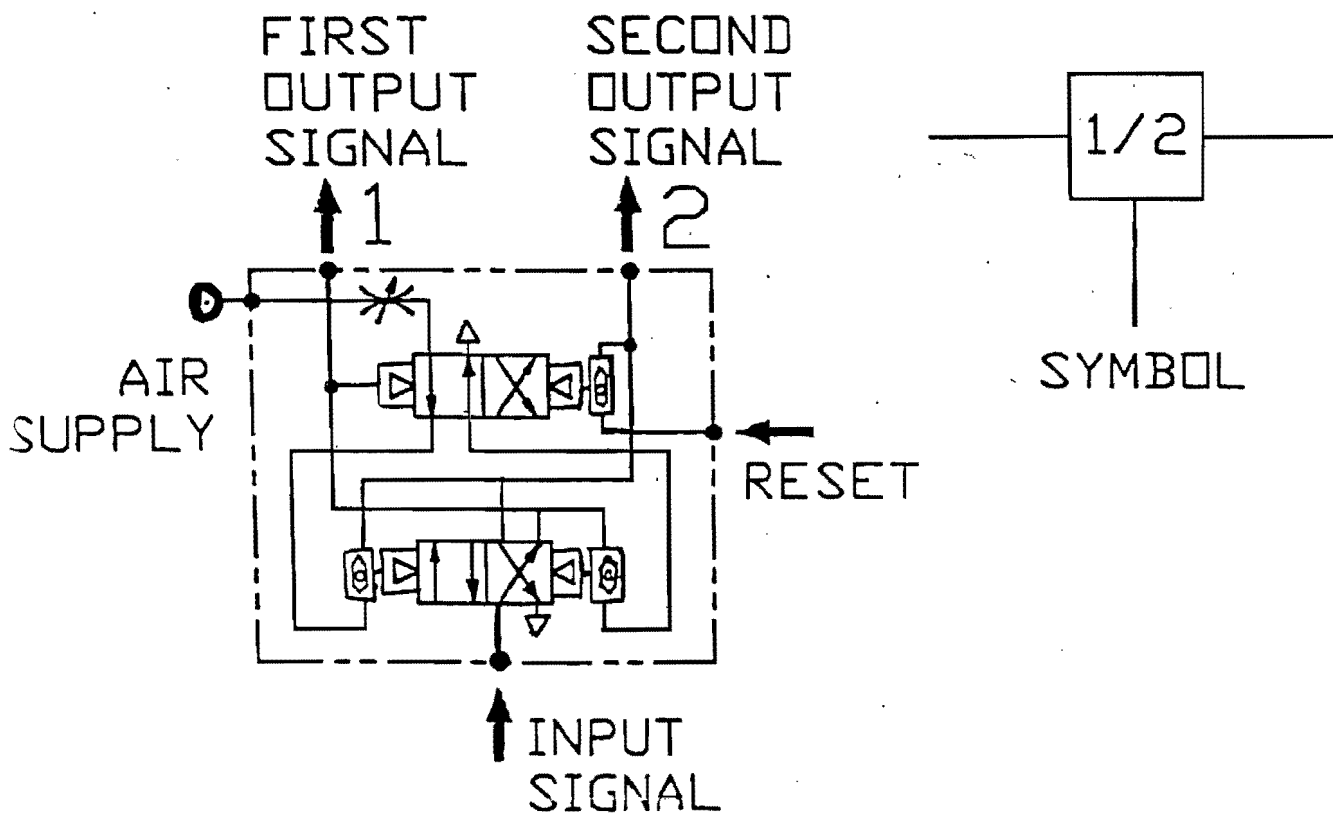 FIRST
OUTPUT
SIGNAL
1
SECOND
OUTPUT
SIGNAL
2
1/2
SYMBOL
AIR
SUPPLY
RESET
INPUT
SIGNAL